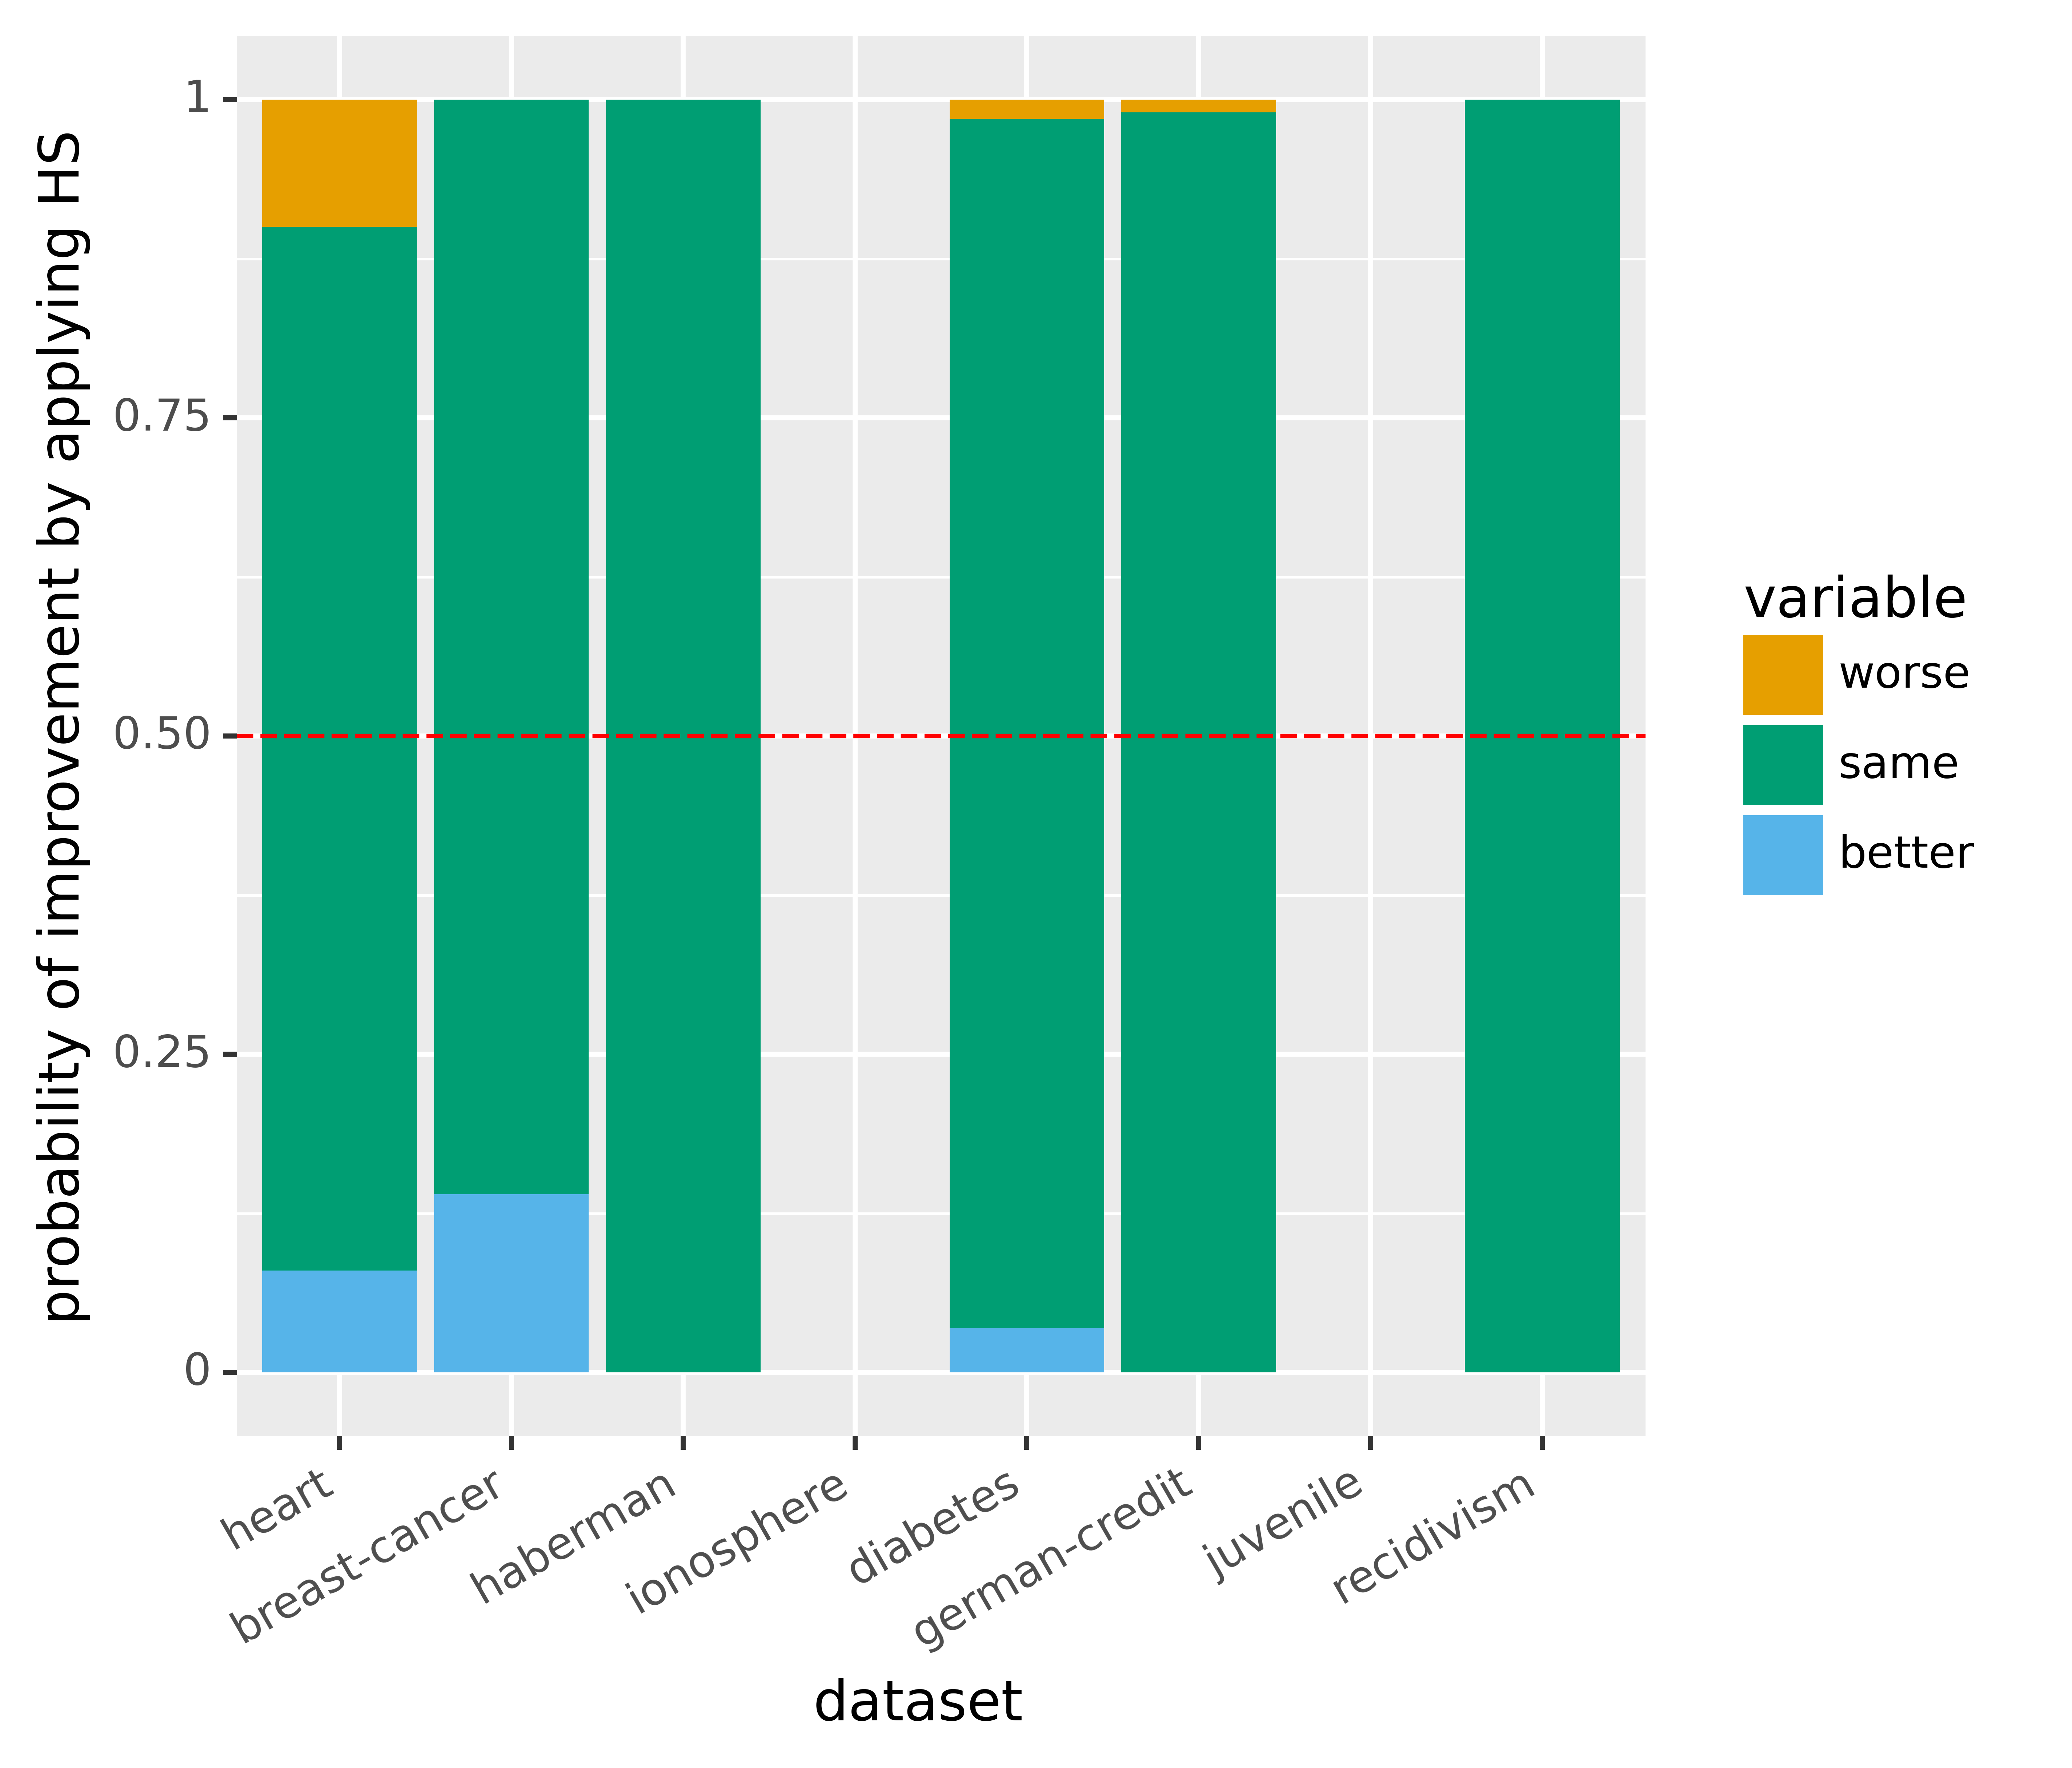 probability of improvement by applying HS
1
0.75
0.50
0.25
0
heart
breast-cancer
haberman
ionosphere
diabetes
german-credit
juvenile
recidivism
dataset
variable
worse
same
better